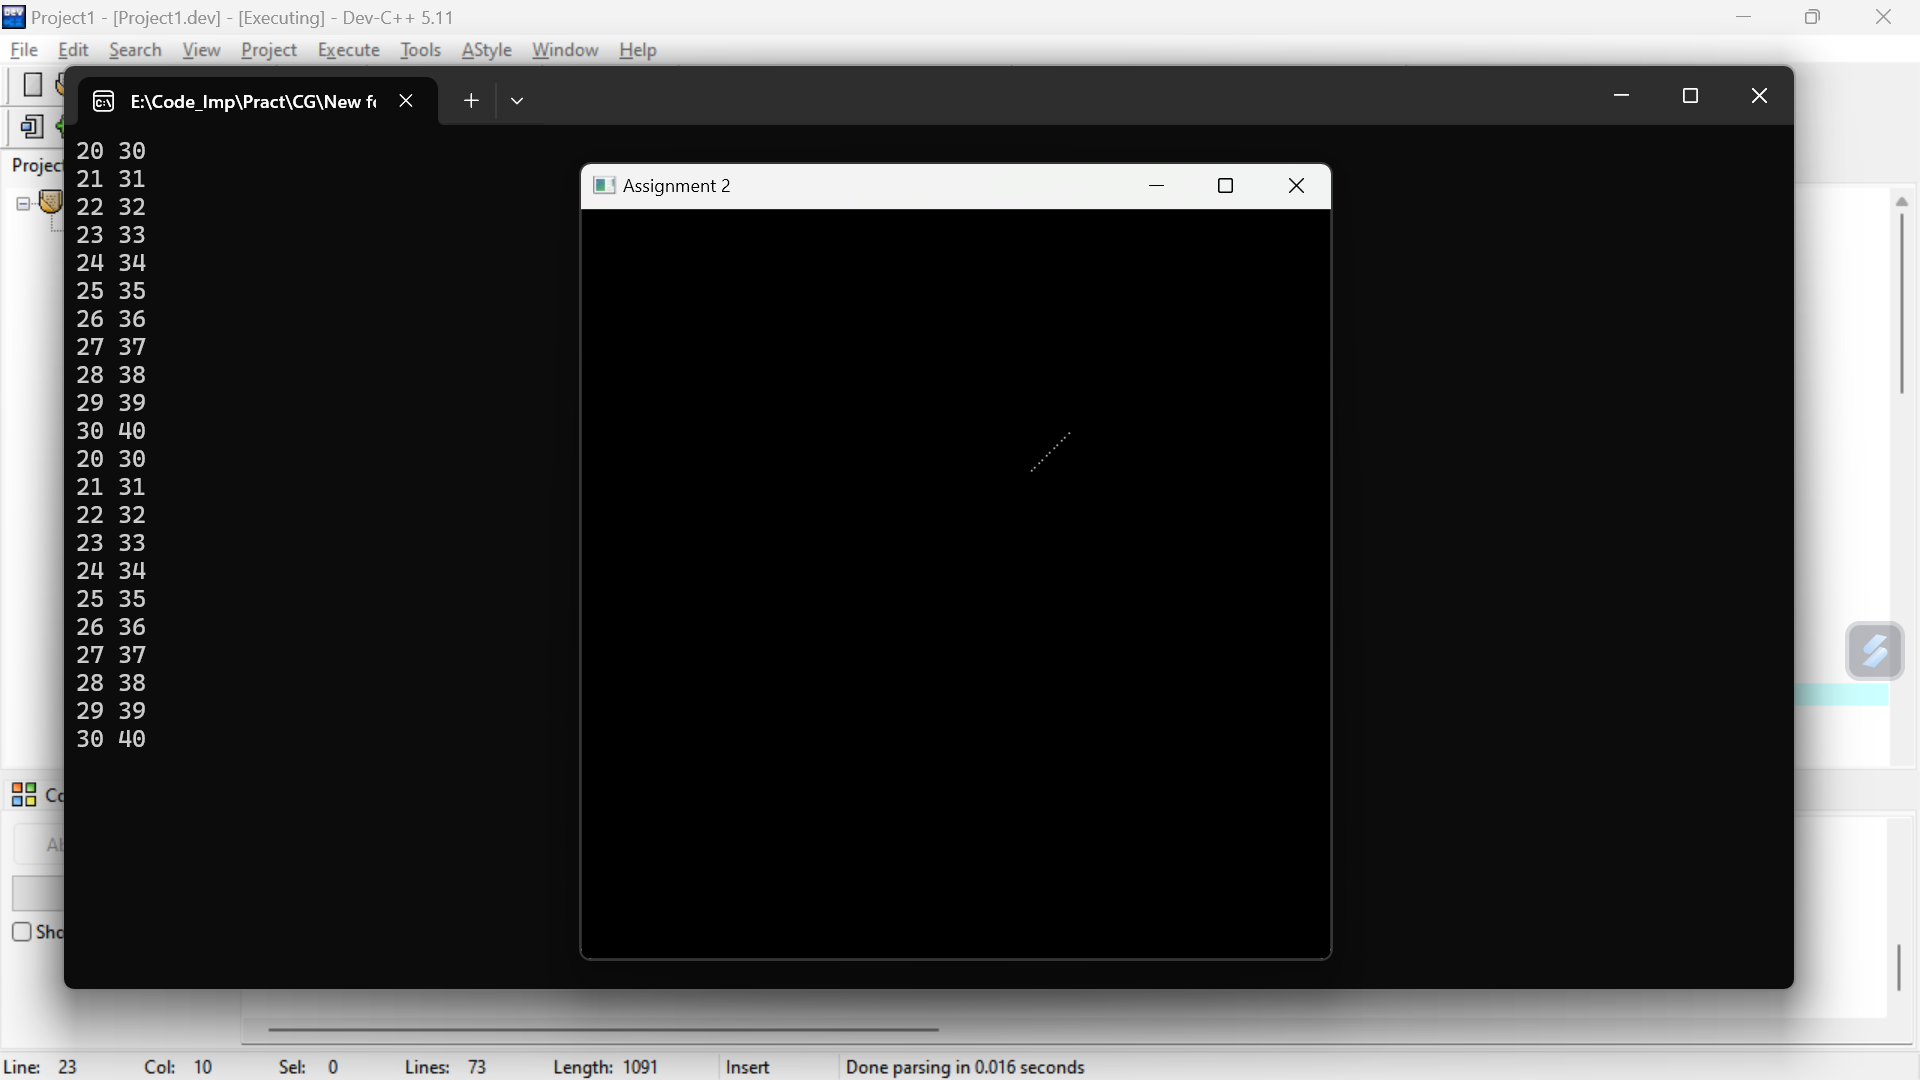 Project1 - [Project1.dev] - [Executing] - Dev-C++ 5.11
File Edit Search View Project Execute Tools AStyle Window Help
E:\Code_Imp\Pract\CG\New f
Projec
20 30
21 31
22 32
23 33
24 34
25 35
26 36
27 37
28 38
29 39
30 40
20 30
21 31
22 32
23 33
24 34
25 35
26 36
27 37
28 38
29 39
30 40
Assignment 2
Co
Ab
Sho
Line: 23 Col: 10 Sel: 0 Lines: 73 Length: 1091 Insert Done parsing in 0.016 seconds